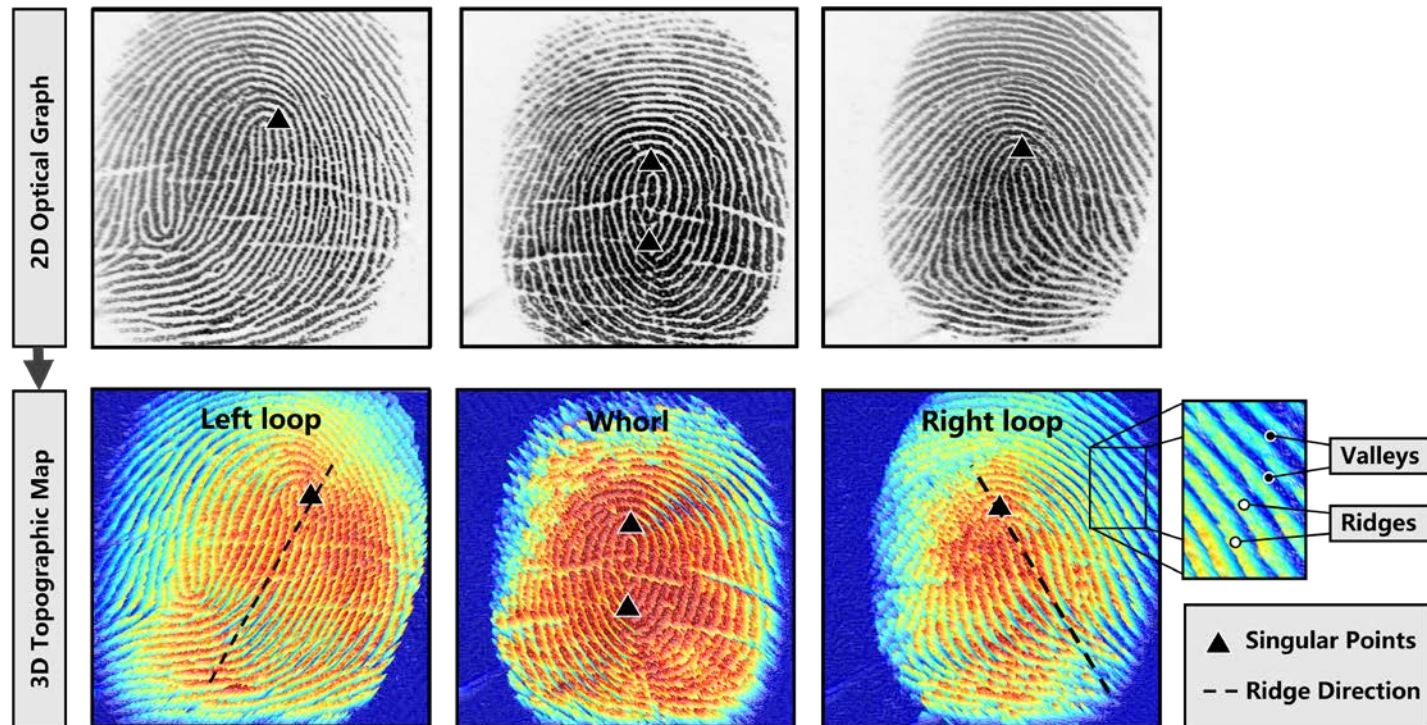 2D Optical Graph
3D Topographic Map
Left loop
Whorl
Right loop
Valleys
Ridges
Singular Points
Ridge Direction